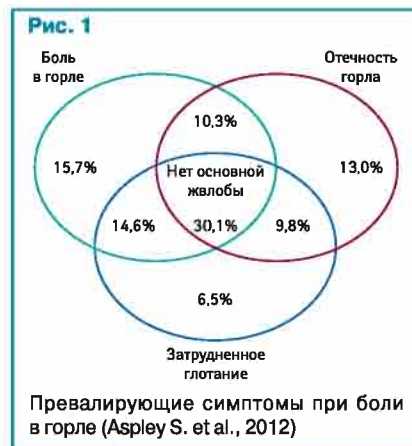 Рис. 1
Боль
в горле
Отечность
горла
10,3%
15,7%
Нет основной
жвлобы
13,0%
14,6%
30,1%
9,8%
6,5%
Затрудненное
глотание
Превалирующие симптомы при боли
в горле (Aspley S. et al., 2012)